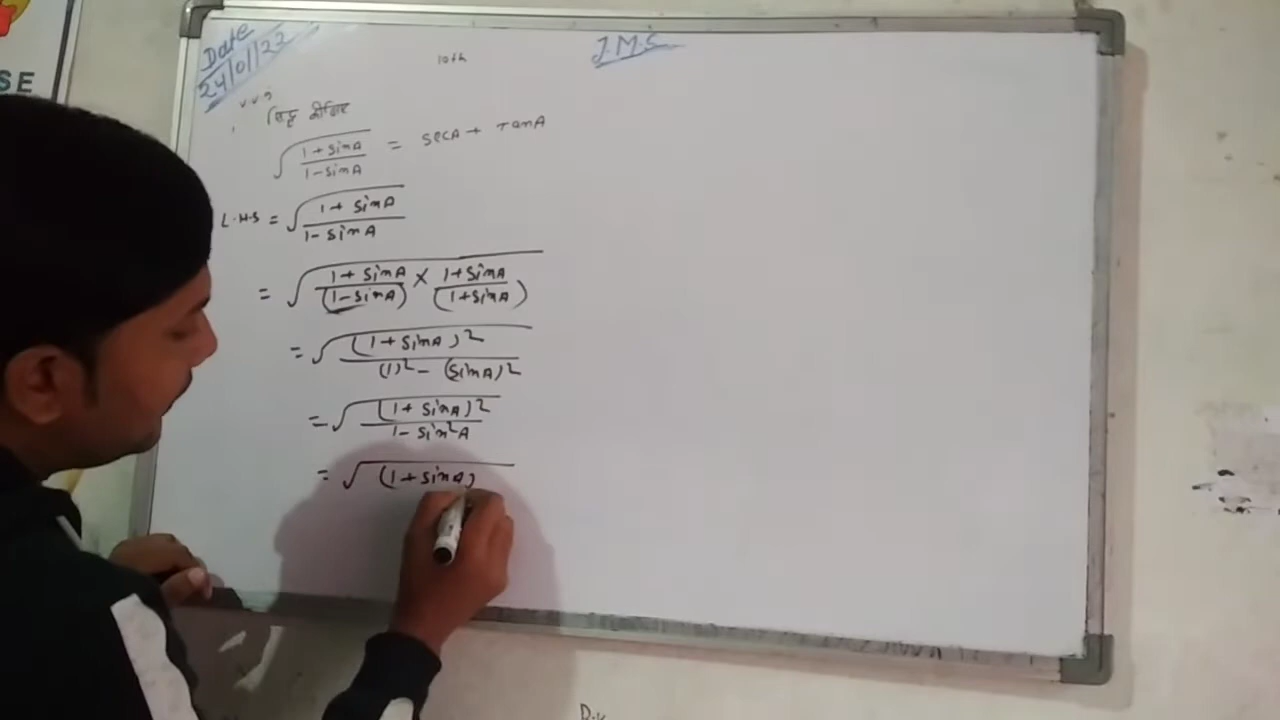 SE
Date
24/01/22
J.M.S
10th
v.v.I
सिद्ध कीजिए
√(1 + sinA / 1 - sinA) = secA + TanA
L.H.S = √(1 + sinA / 1 - sinA)
= √(1 + sinA / (1 - sinA) × 1 + sinA / (1 + sinA))
= √((1 + sinA)² / (1)² - (sinA)²)
= √((1 + sinA)² / 1 - sin²A)
= √(1 + sinA)